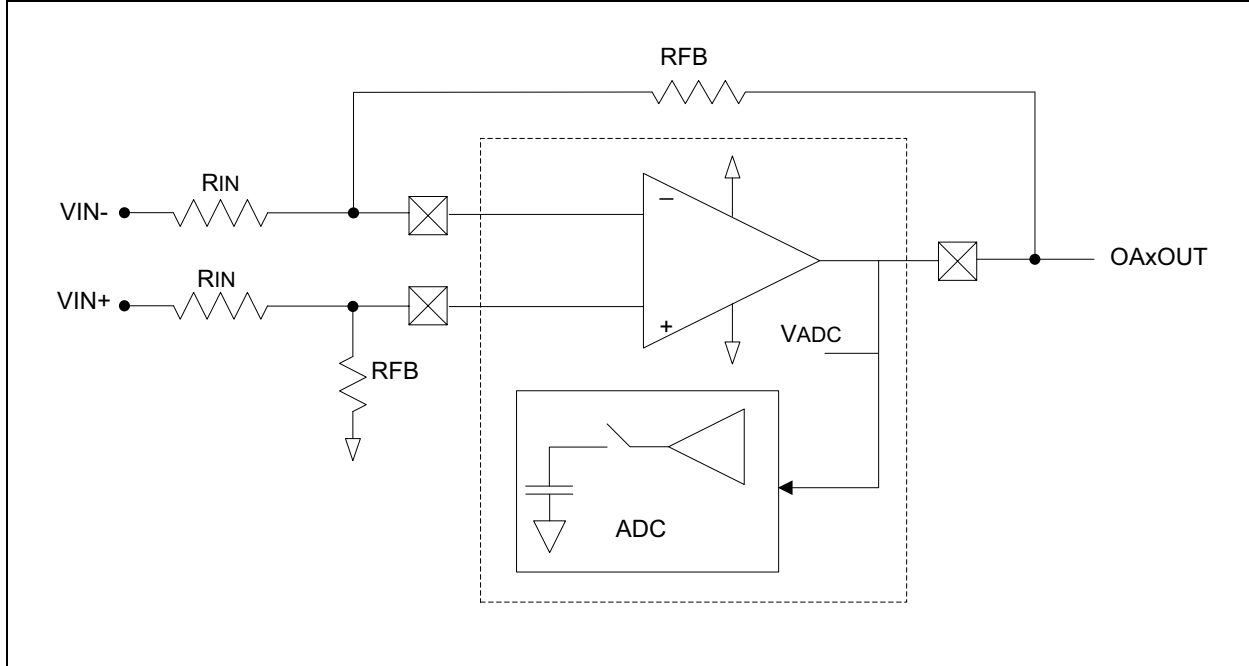 RFB
RIN
VIN-
–
OAxOUT
RIN
VIN+
+
VADC
RFB
ADC